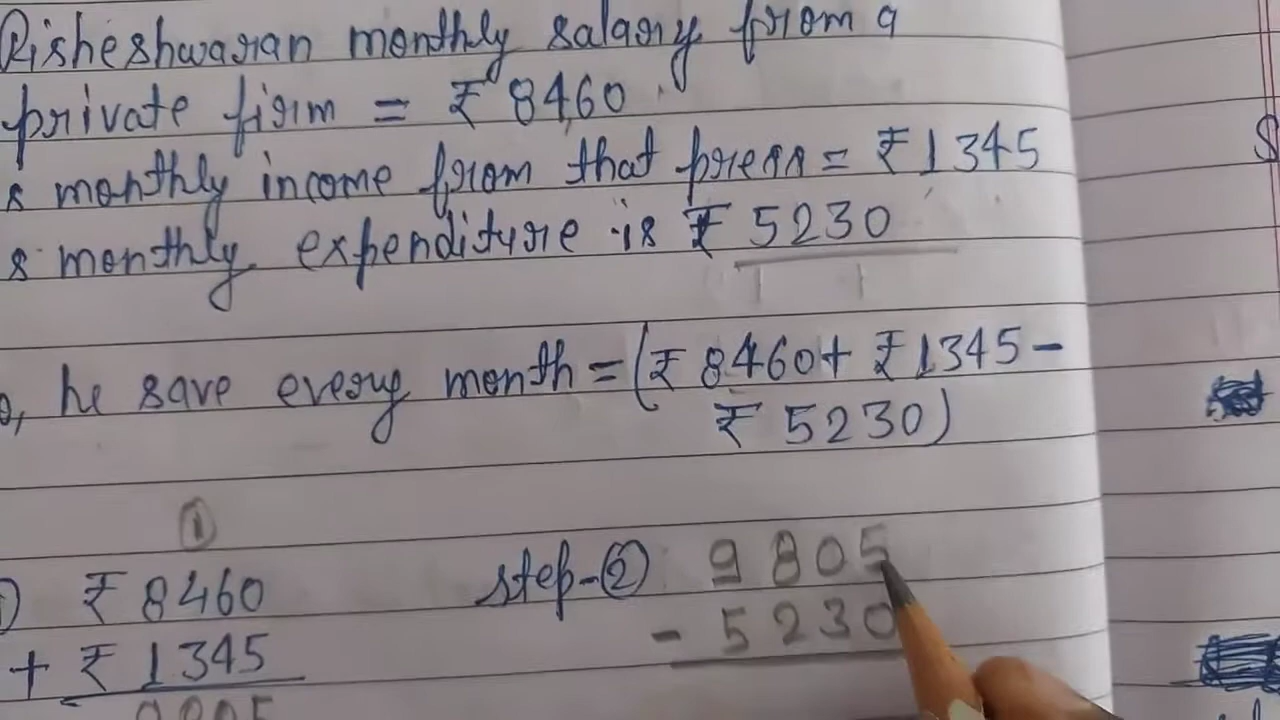 Risheshwaran monthly salary from a
private firm = ₹ 8460
s monthly income from that press = ₹ 1345
s monthly expenditure is ₹ 5230
he save every month = (₹ 8460 + ₹ 1345 -
₹ 5230)
1
₹ 8460
+ ₹ 1345
9805
step-② 9805
- 5230